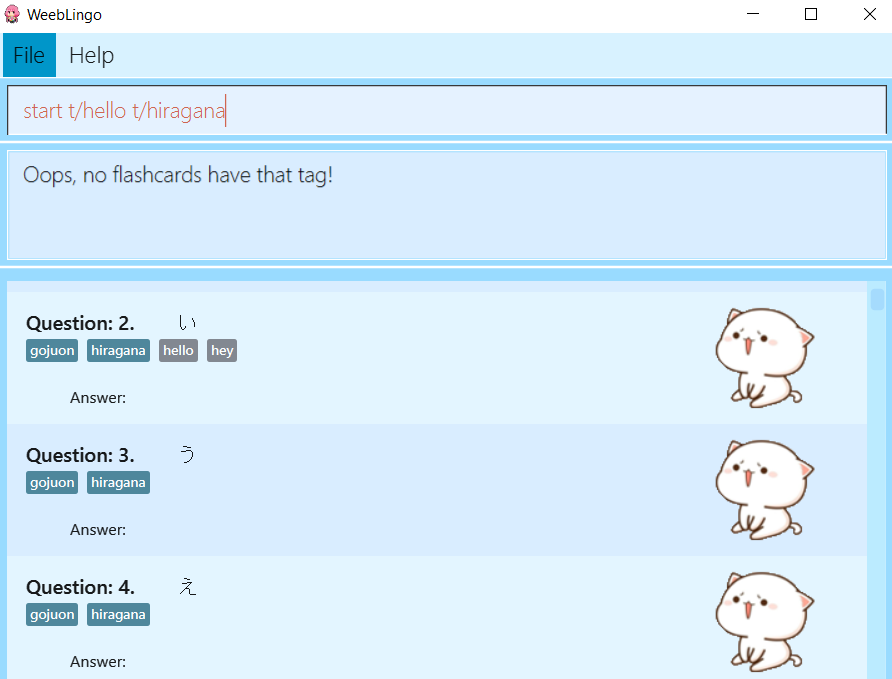 WeebLingo
File Help
start t/hello t/hiragana
Oops, no flashcards have that tag!
Question: 2. い
gojuon hiragana hello hey
Answer:
Question: 3. う
gojuon hiragana
Answer:
Question: 4. え
gojuon hiragana
Answer: